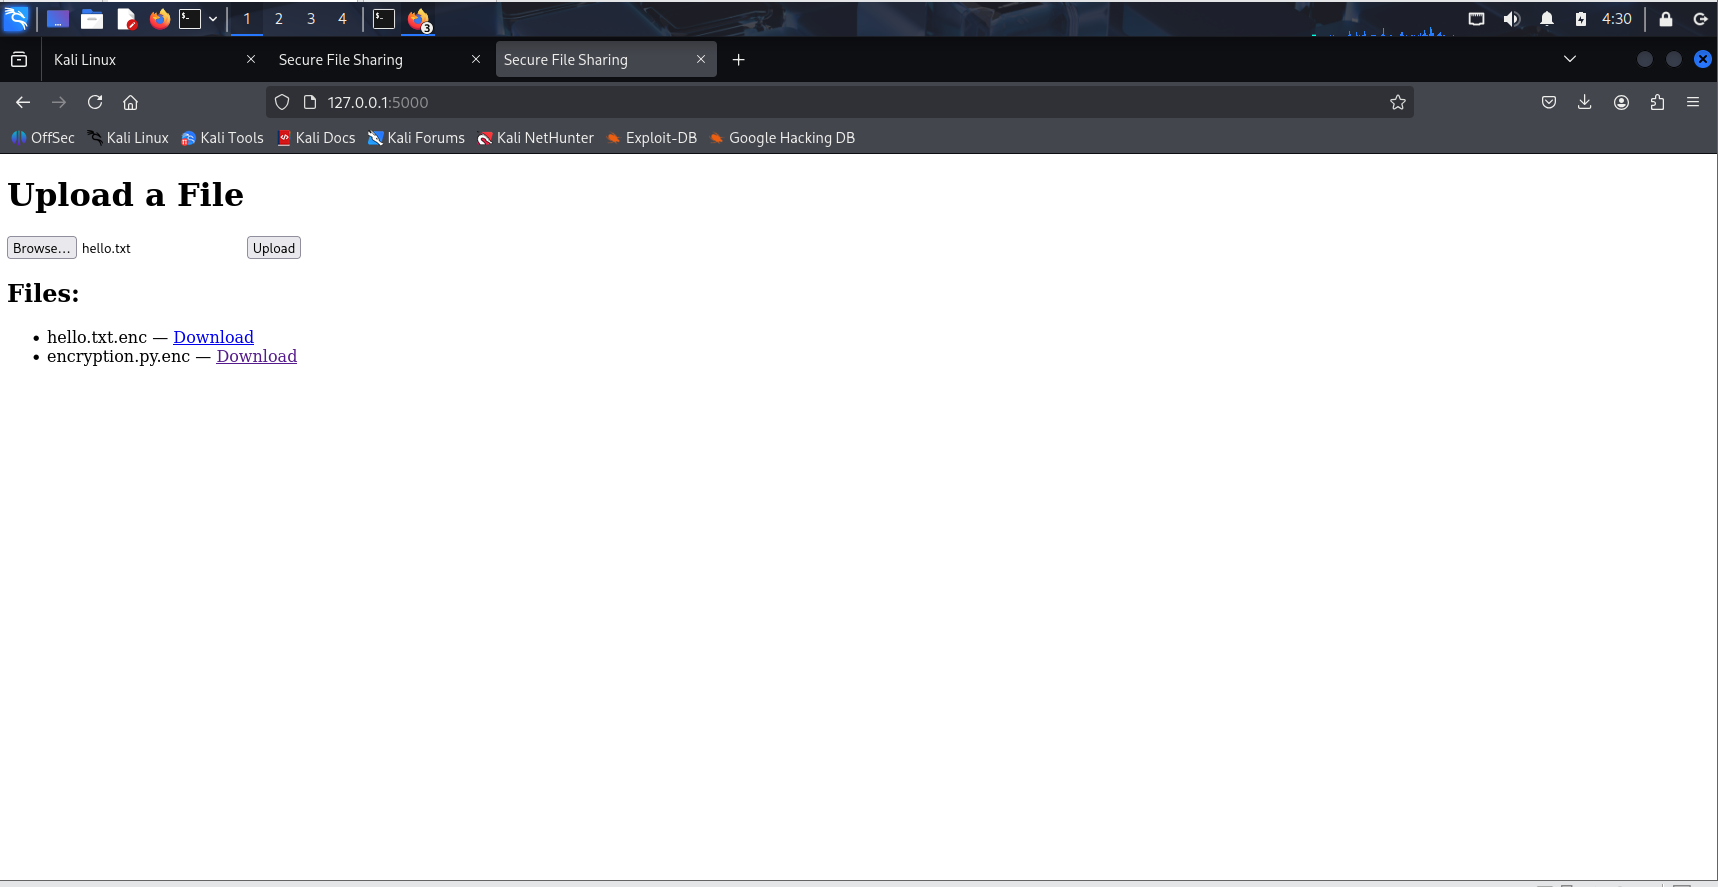 1 2 3 4 3 4:30
Kali Linux Secure File Sharing Secure File Sharing
127.0.0.1:5000
OffSec Kali Linux Kali Tools Kali Docs Kali Forums Kali NetHunter Exploit-DB Google Hacking DB
Upload a File
Browse... hello.txt Upload
Files:
• hello.txt.enc — Download
• encryption.py.enc — Download